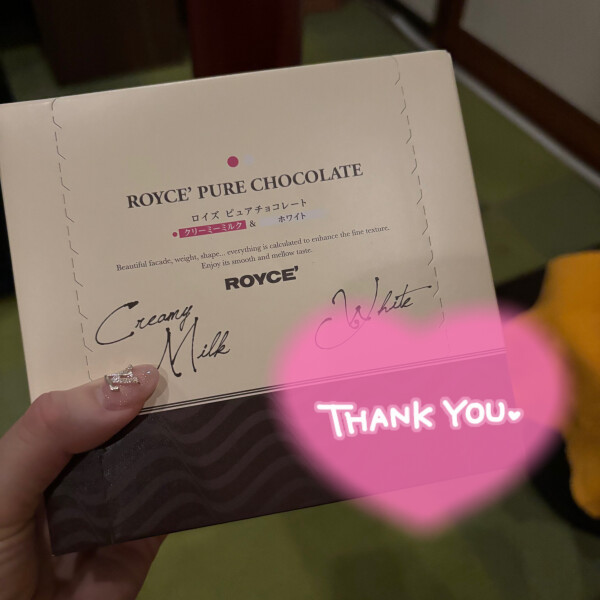 ROYCE' PURE CHOCOLATE
ロイズ ピュアチョコレート
クリーミーミルク & ホワイト
Beautiful facade, weight, shape... everything is calculated to enhance the fine texture.
Enjoy its smooth and mellow taste.
ROYCE'
Creamy Milk
White
THANK YOU